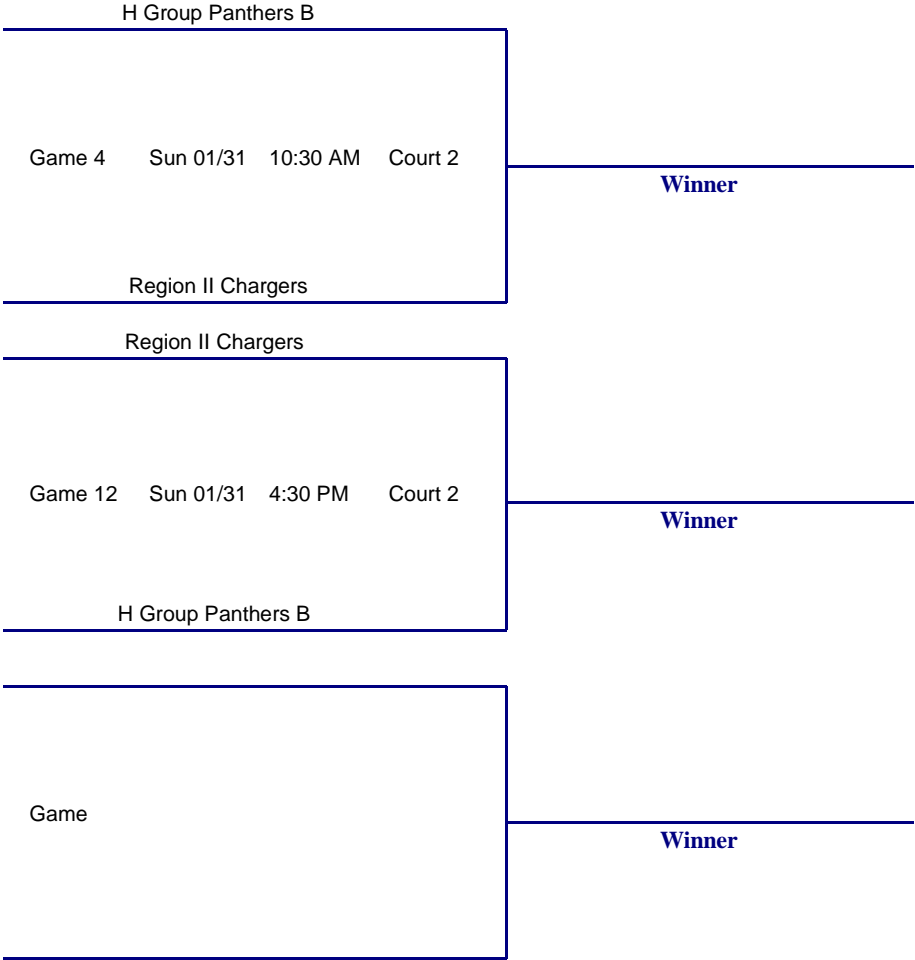 H Group Panthers B
Game 4 Sun 01/31 10:30 AM Court 2
Winner
Region II Chargers
Region II Chargers
Game 12 Sun 01/31 4:30 PM Court 2
Winner
H Group Panthers B
Game
Winner